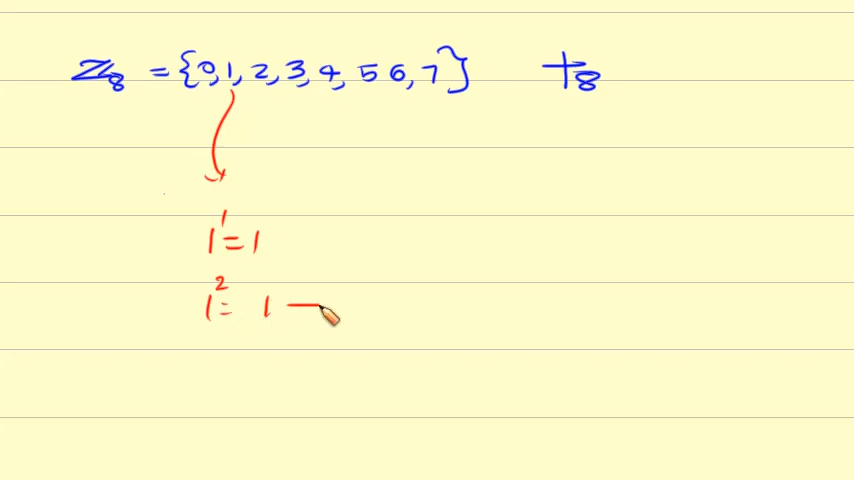 ℤ₈ = {0, 1, 2, 3, 4, 5 6, 7} +₈
1¹ = 1
1² = 1 —